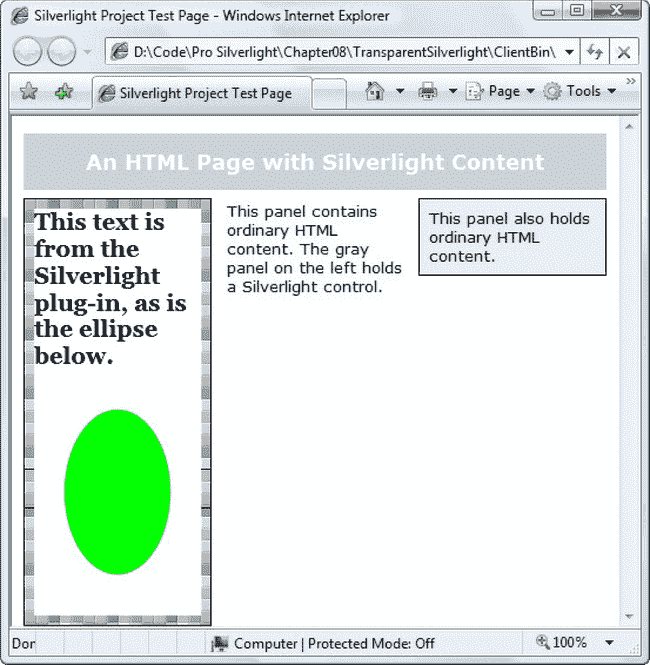 Silverlight Project Test Page - Windows Internet Explorer
D:\Code\Pro Silverlight\Chapter08\TransparentSilverlight\ClientBin\
Silverlight Project Test Page
Page
Tools
An HTML Page with Silverlight Content
This text is
from the
Silverlight
plug-in, as is
the ellipse
below.
This panel contains
ordinary HTML
content. The gray
panel on the left holds
a Silverlight control.
This panel also holds
ordinary HTML
content.
Dor
Computer | Protected Mode: Off
100%